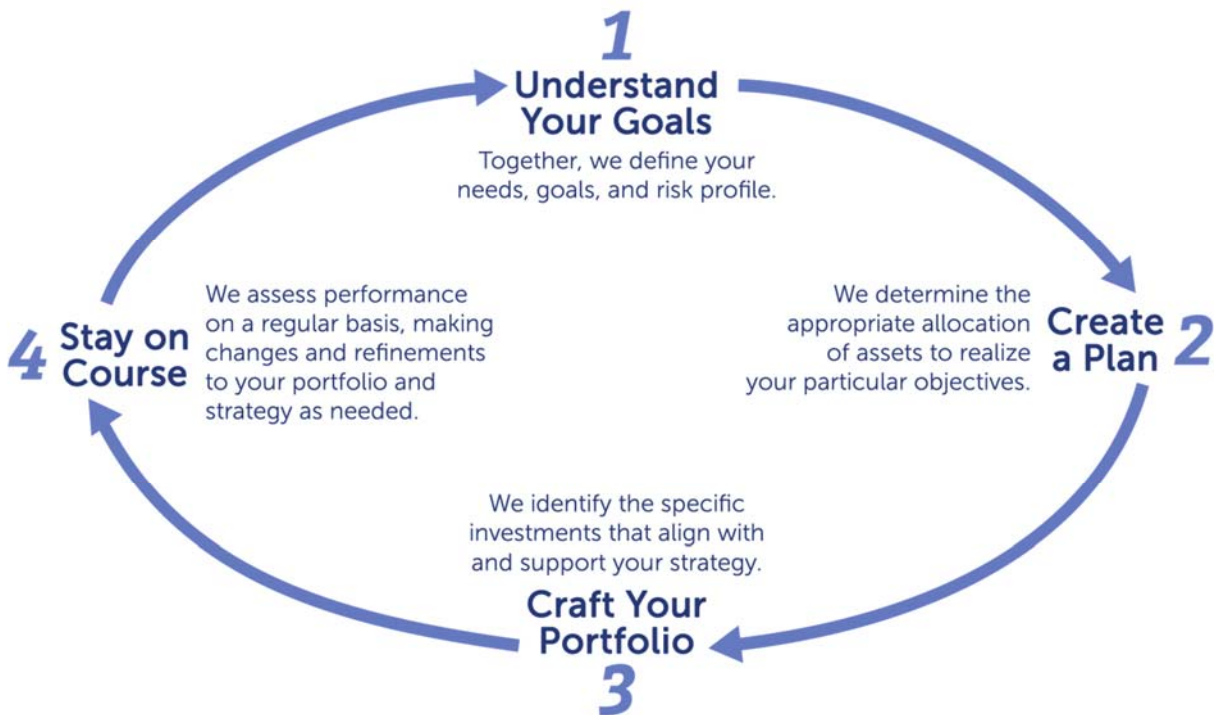 1
Understand
Your Goals
Together, we define your
needs, goals, and risk profile.
We determine the
appropriate allocation
of assets to realize
your particular objectives.
Create
a Plan
2
We identify the specific
investments that align with
and support your strategy.
Craft Your
Portfolio
3
4
Stay on
Course
We assess performance
on a regular basis, making
changes and refinements
to your portfolio and
strategy as needed.